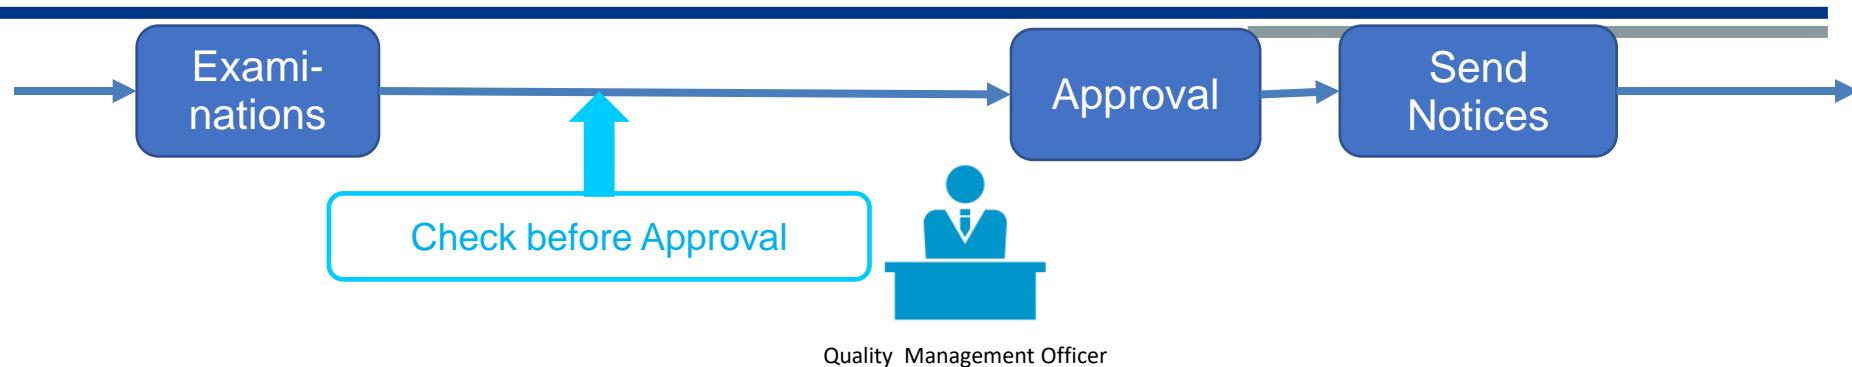 Exami-
nations
Approval
Send
Notices
Check before Approval
Quality  Management Officer